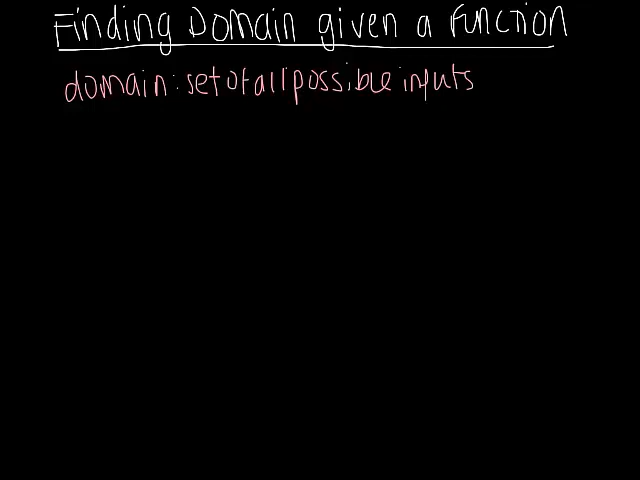 Finding Domain given a function
domain: set of all possible inputs